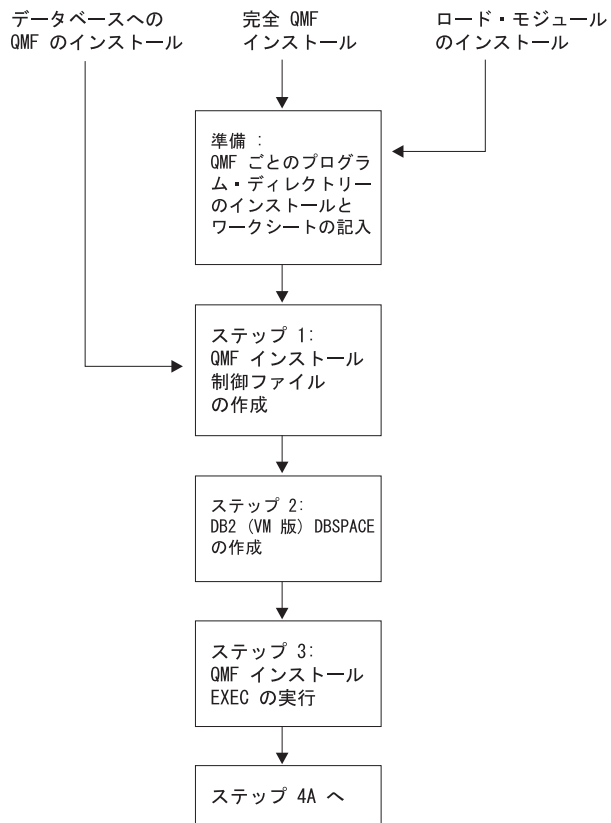 データベースへの
QMF のインストール
完全 QMF
インストール
ロード・モジュール
のインストール
準備 :
QMF ごとのプログラ
ム・ディレクトリー
のインストールと
ワークシートの記入
ステップ 1:
QMF インストール
制御ファイル
の作成
ステップ 2:
DB2 (VM 版) DBSPACE
の作成
ステップ 3:
QMF インストール
EXEC の実行
ステップ 4A へ